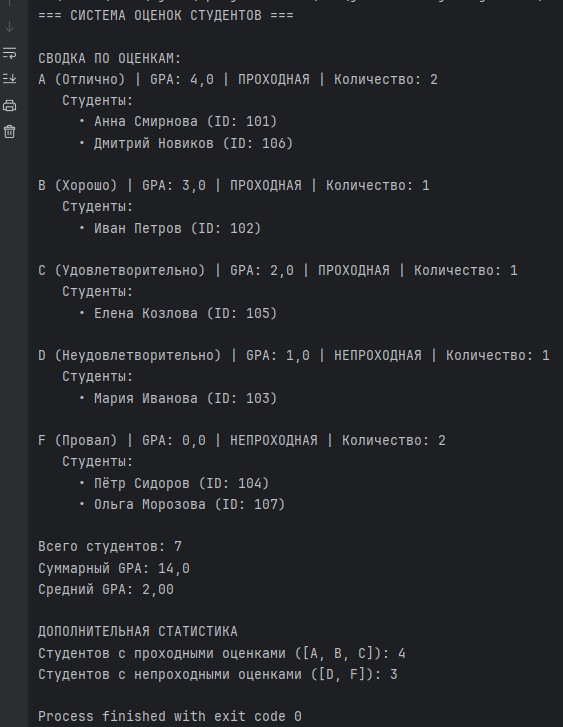 === СИСТЕМА ОЦЕНОК СТУДЕНТОВ ===
СВОДКА ПО ОЦЕНКАМ:
A (Отлично) | GPA: 4,0 | ПРОХОДНАЯ | Количество: 2
Студенты:
• Анна Смирнова (ID: 101)
• Дмитрий Новиков (ID: 106)
B (Хорошо) | GPA: 3,0 | ПРОХОДНАЯ | Количество: 1
Студенты:
• Иван Петров (ID: 102)
C (Удовлетворительно) | GPA: 2,0 | ПРОХОДНАЯ | Количество: 1
Студенты:
• Елена Козлова (ID: 105)
D (Неудовлетворительно) | GPA: 1,0 | НЕПРОХОДНАЯ | Количество: 1
Студенты:
• Мария Иванова (ID: 103)
F (Провал) | GPA: 0,0 | НЕПРОХОДНАЯ | Количество: 2
Студенты:
• Пётр Сидоров (ID: 104)
• Ольга Морозова (ID: 107)
Всего студентов: 7
Суммарный GPA: 14,0
Средний GPA: 2,00
ДОПОЛНИТЕЛЬНАЯ СТАТИСТИКА
Студентов с проходными оценками ([A, B, C]): 4
Студентов с непроходными оценками ([D, F]): 3
Process finished with exit code 0